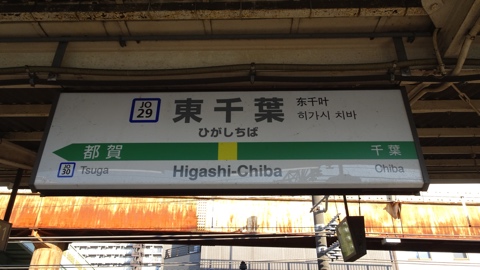 JO
29
東千葉
东千叶
히가시 치바
ひがしちば
都賀
千葉
JO
30
Tsuga
Higashi-Chiba
Chiba